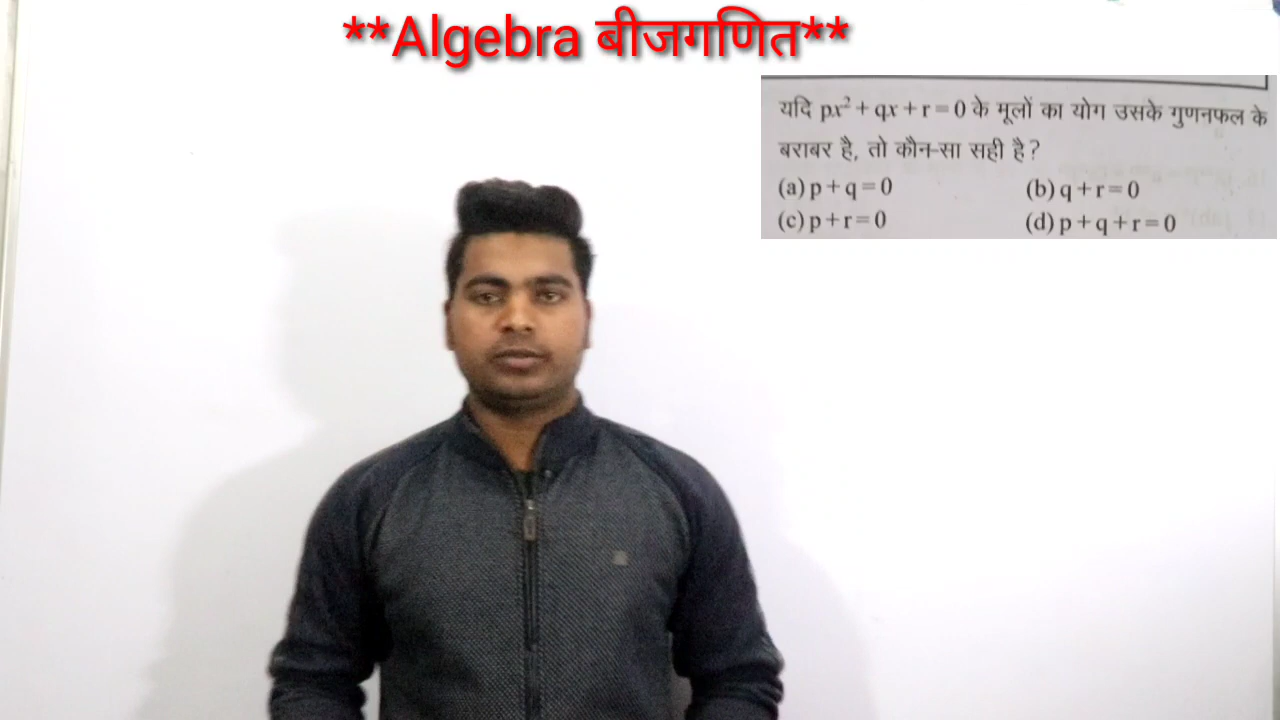 **Algebra बीजगणित**
यदि px² + qx + r = 0 के मूलों का योग उसके गुणनफल के
बराबर है, तो कौन-सा सही है?
(a) p + q = 0 (b) q + r = 0
(c) p + r = 0 (d) p + q + r = 0